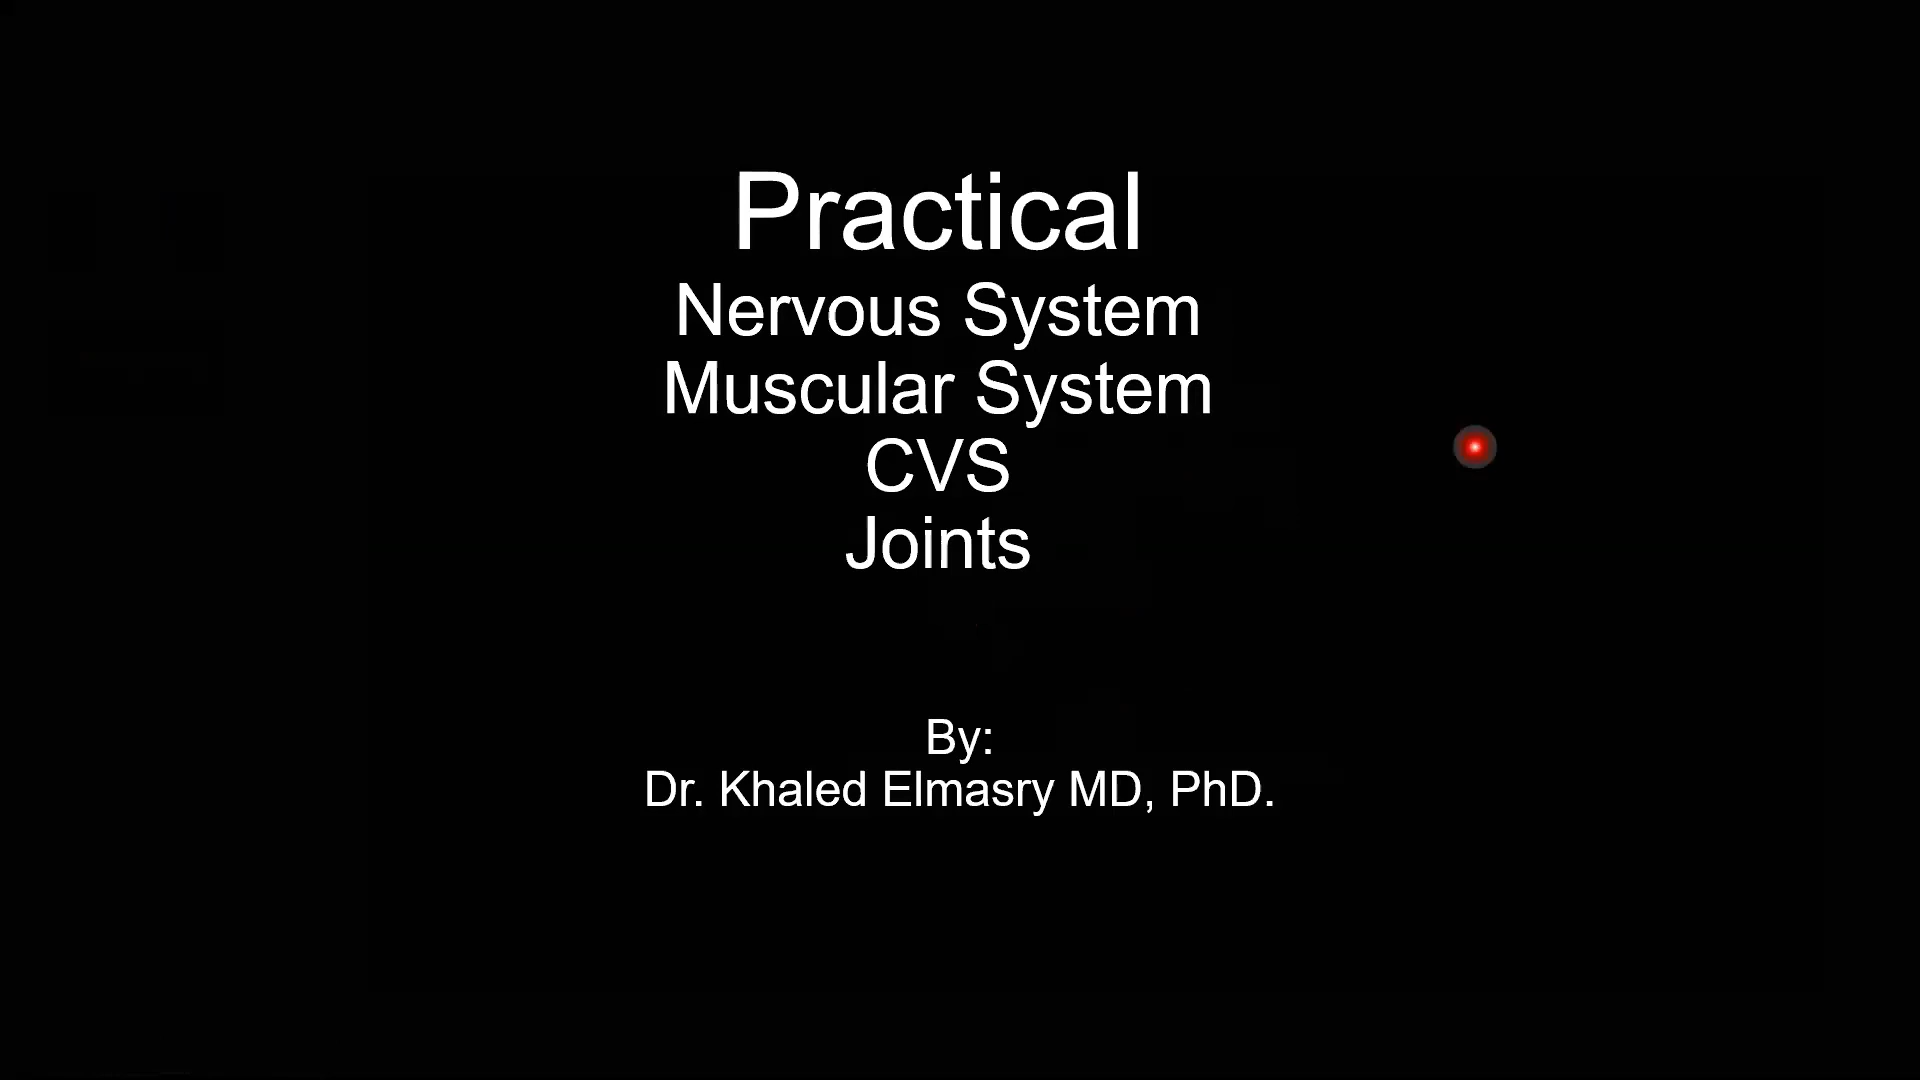 Practical
Nervous System
Muscular System
CVS
Joints
By:
Dr. Khaled Elmasry MD, PhD.